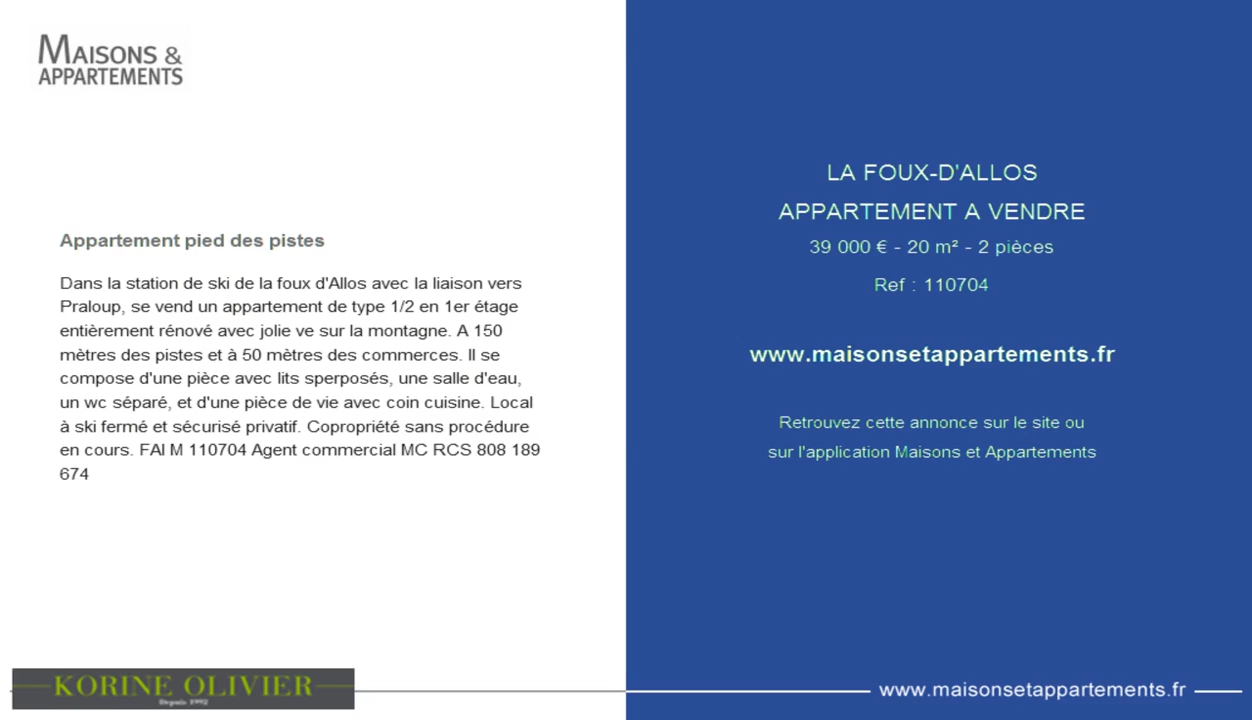 MAISONS &
APPARTEMENTS
Appartement pied des pistes
Dans la station de ski de la foux d'Allos avec la liaison vers
Praloup, se vend un appartement de type 1/2 en 1er étage
entièrement rénové avec jolie ve sur la montagne. A 150
mètres des pistes et à 50 mètres des commerces. Il se
compose d'une pièce avec lits sperposés, une salle d'eau,
un wc séparé, et d'une pièce de vie avec coin cuisine. Local
à ski fermé et sécurisé privatif. Copropriété sans procédure
en cours. FAI M 110704 Agent commercial MC RCS 808 189
674
LA FOUX-D'ALLOS
APPARTEMENT A VENDRE
39 000 € - 20 m² - 2 pièces
Ref : 110704
www.maisonsetappartements.fr
Retrouvez cette annonce sur le site ou
sur l'application Maisons et Appartements
KORINE OLIVIER
Depuis 1992
www.maisonsetappartements.fr